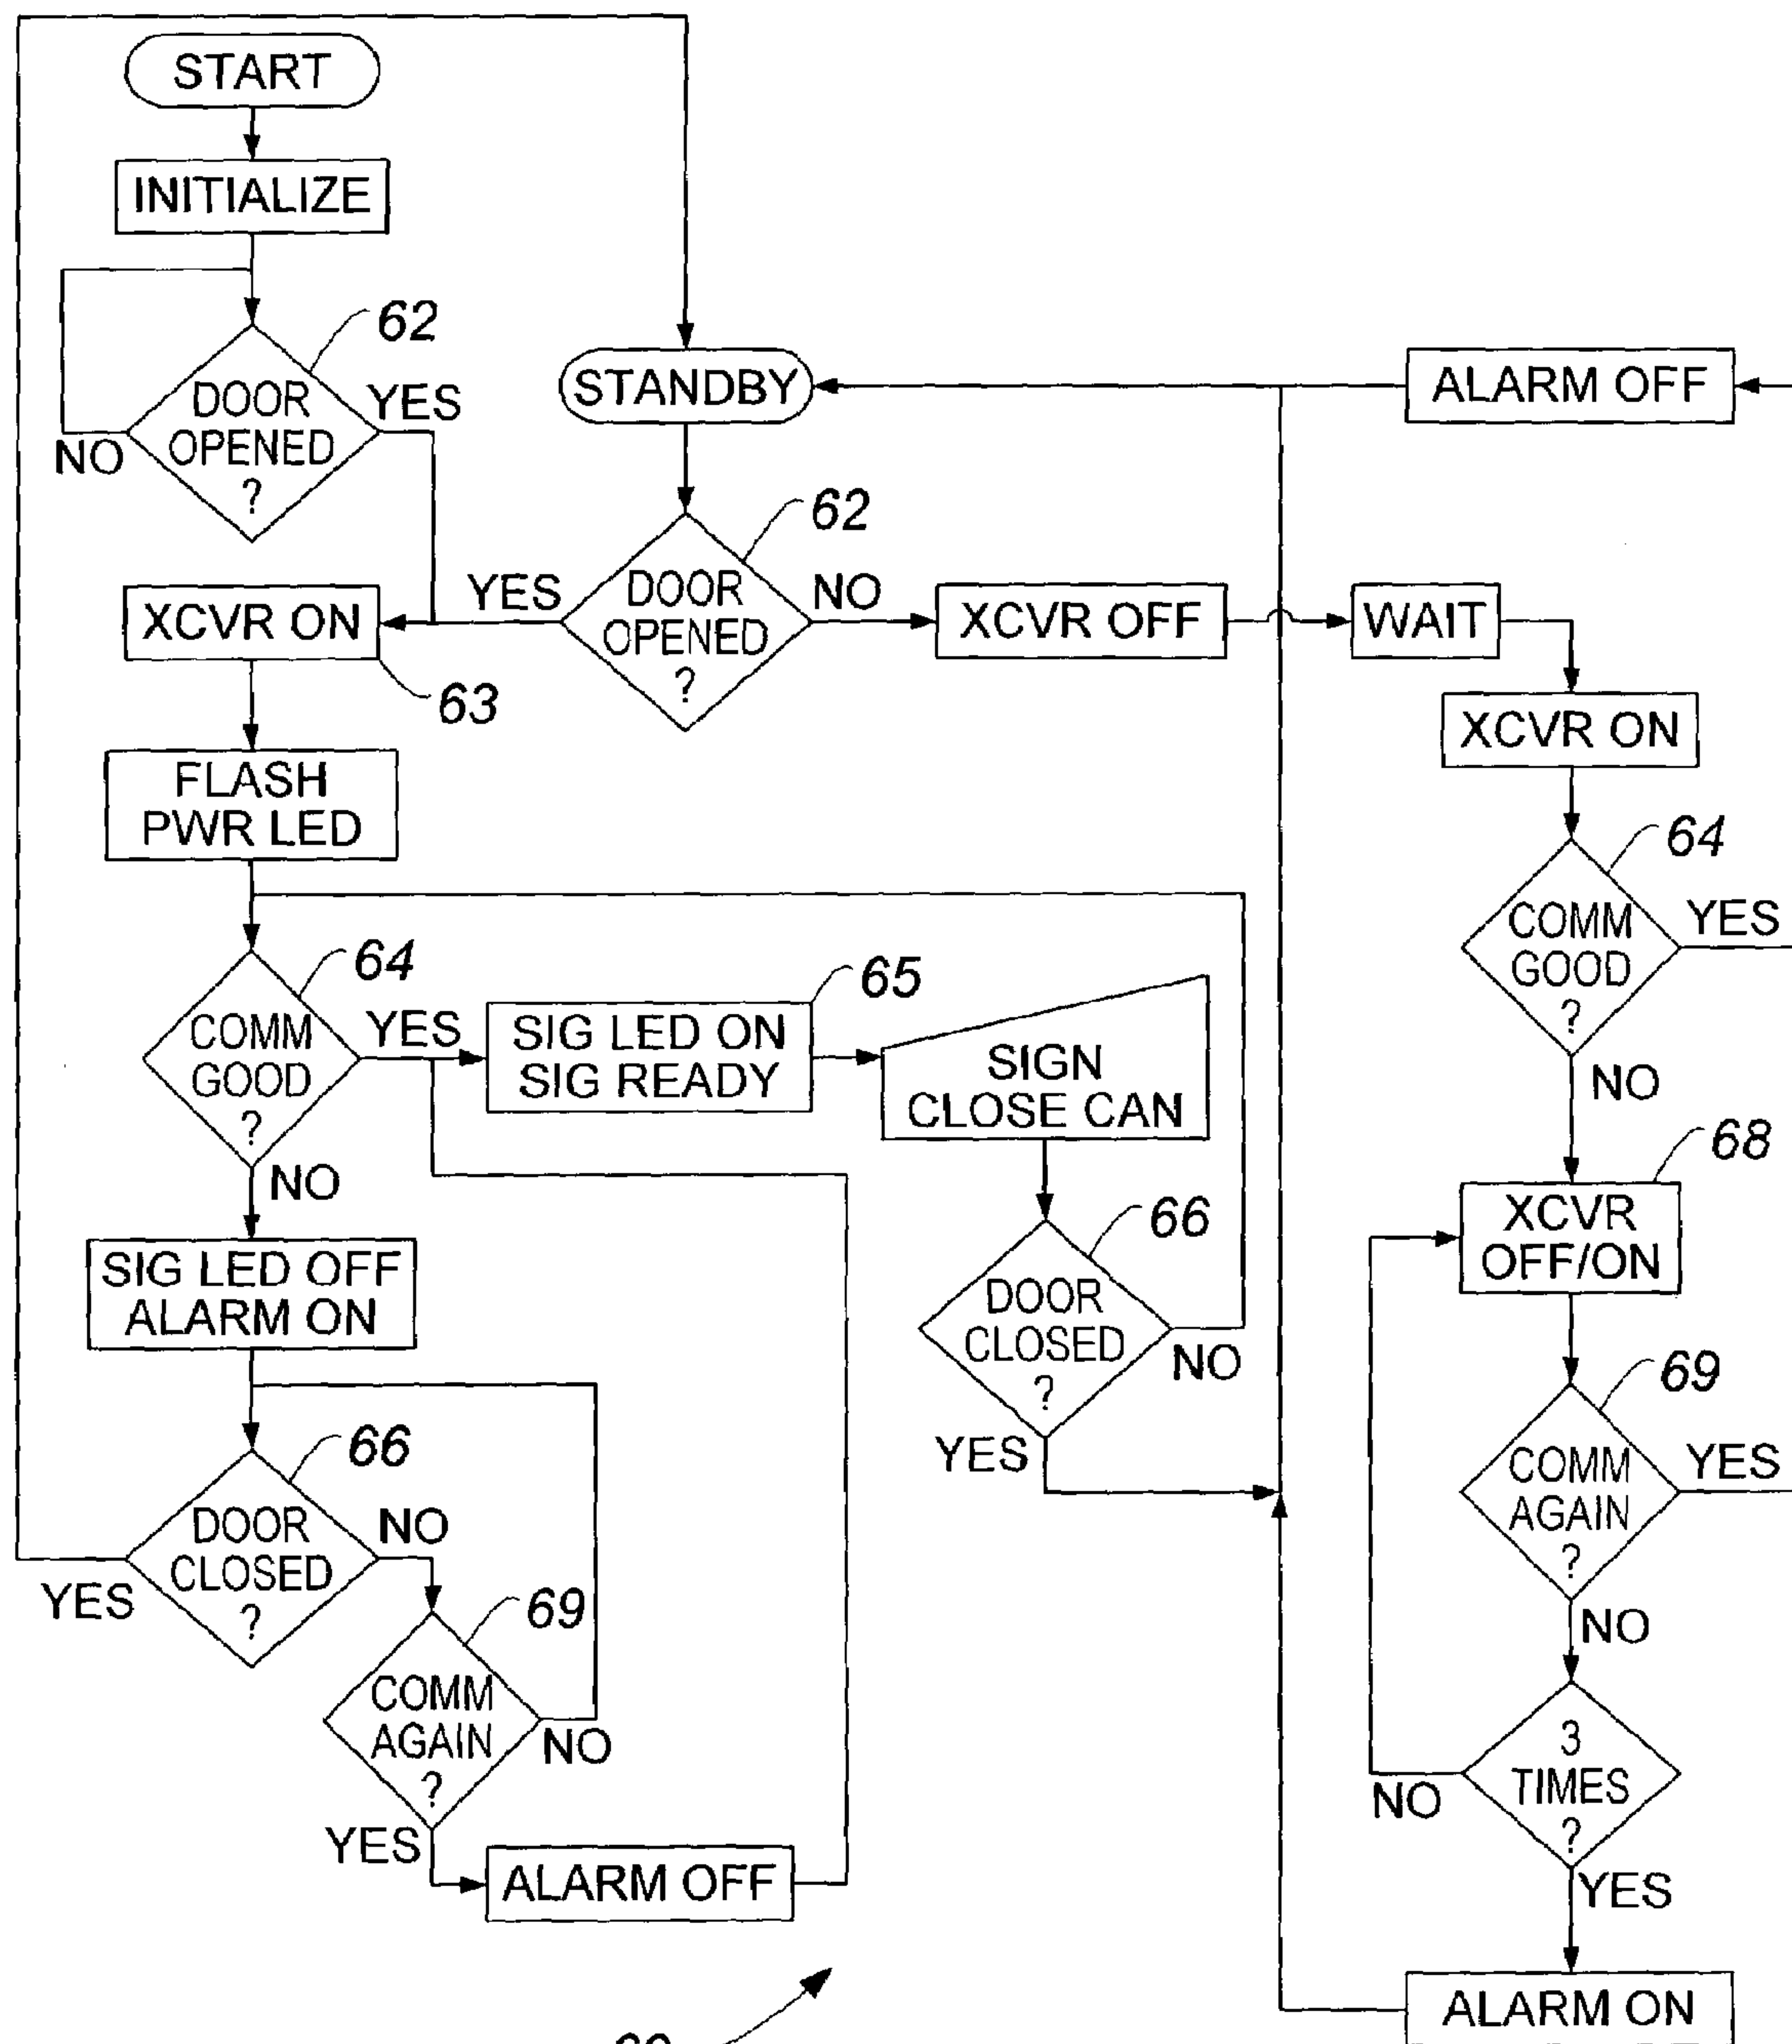 START
INITIALIZE
62
DOOR
OPENED
?
YES
NO
STANDBY
ALARM OFF
62
DOOR
OPENED
?
YES
NO
XCVR ON
63
XCVR OFF
WAIT
XCVR ON
FLASH
PWR LED
64
COMM
GOOD
?
YES
NO
64
COMM
GOOD
?
YES
NO
65
SIG LED ON
SIG READY
SIGN
CLOSE CAN
66
DOOR
CLOSED
?
NO
YES
SIG LED OFF
ALARM ON
66
DOOR
CLOSED
?
NO
YES
69
COMM
AGAIN
?
NO
YES
ALARM OFF
68
XCVR
OFF/ON
69
COMM
AGAIN
?
YES
NO
3
TIMES
?
NO
YES
ALARM ON